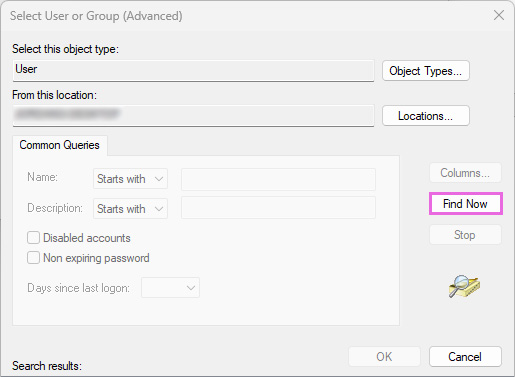 Select User or Group (Advanced)
Select this object type:
User
Object Types...
From this location:
Locations...
Common Queries
Name:
Starts with
Columns...
Description:
Starts with
Find Now
Disabled accounts
Stop
Non expiring password
Days since last logon:
OK
Cancel
Search results: